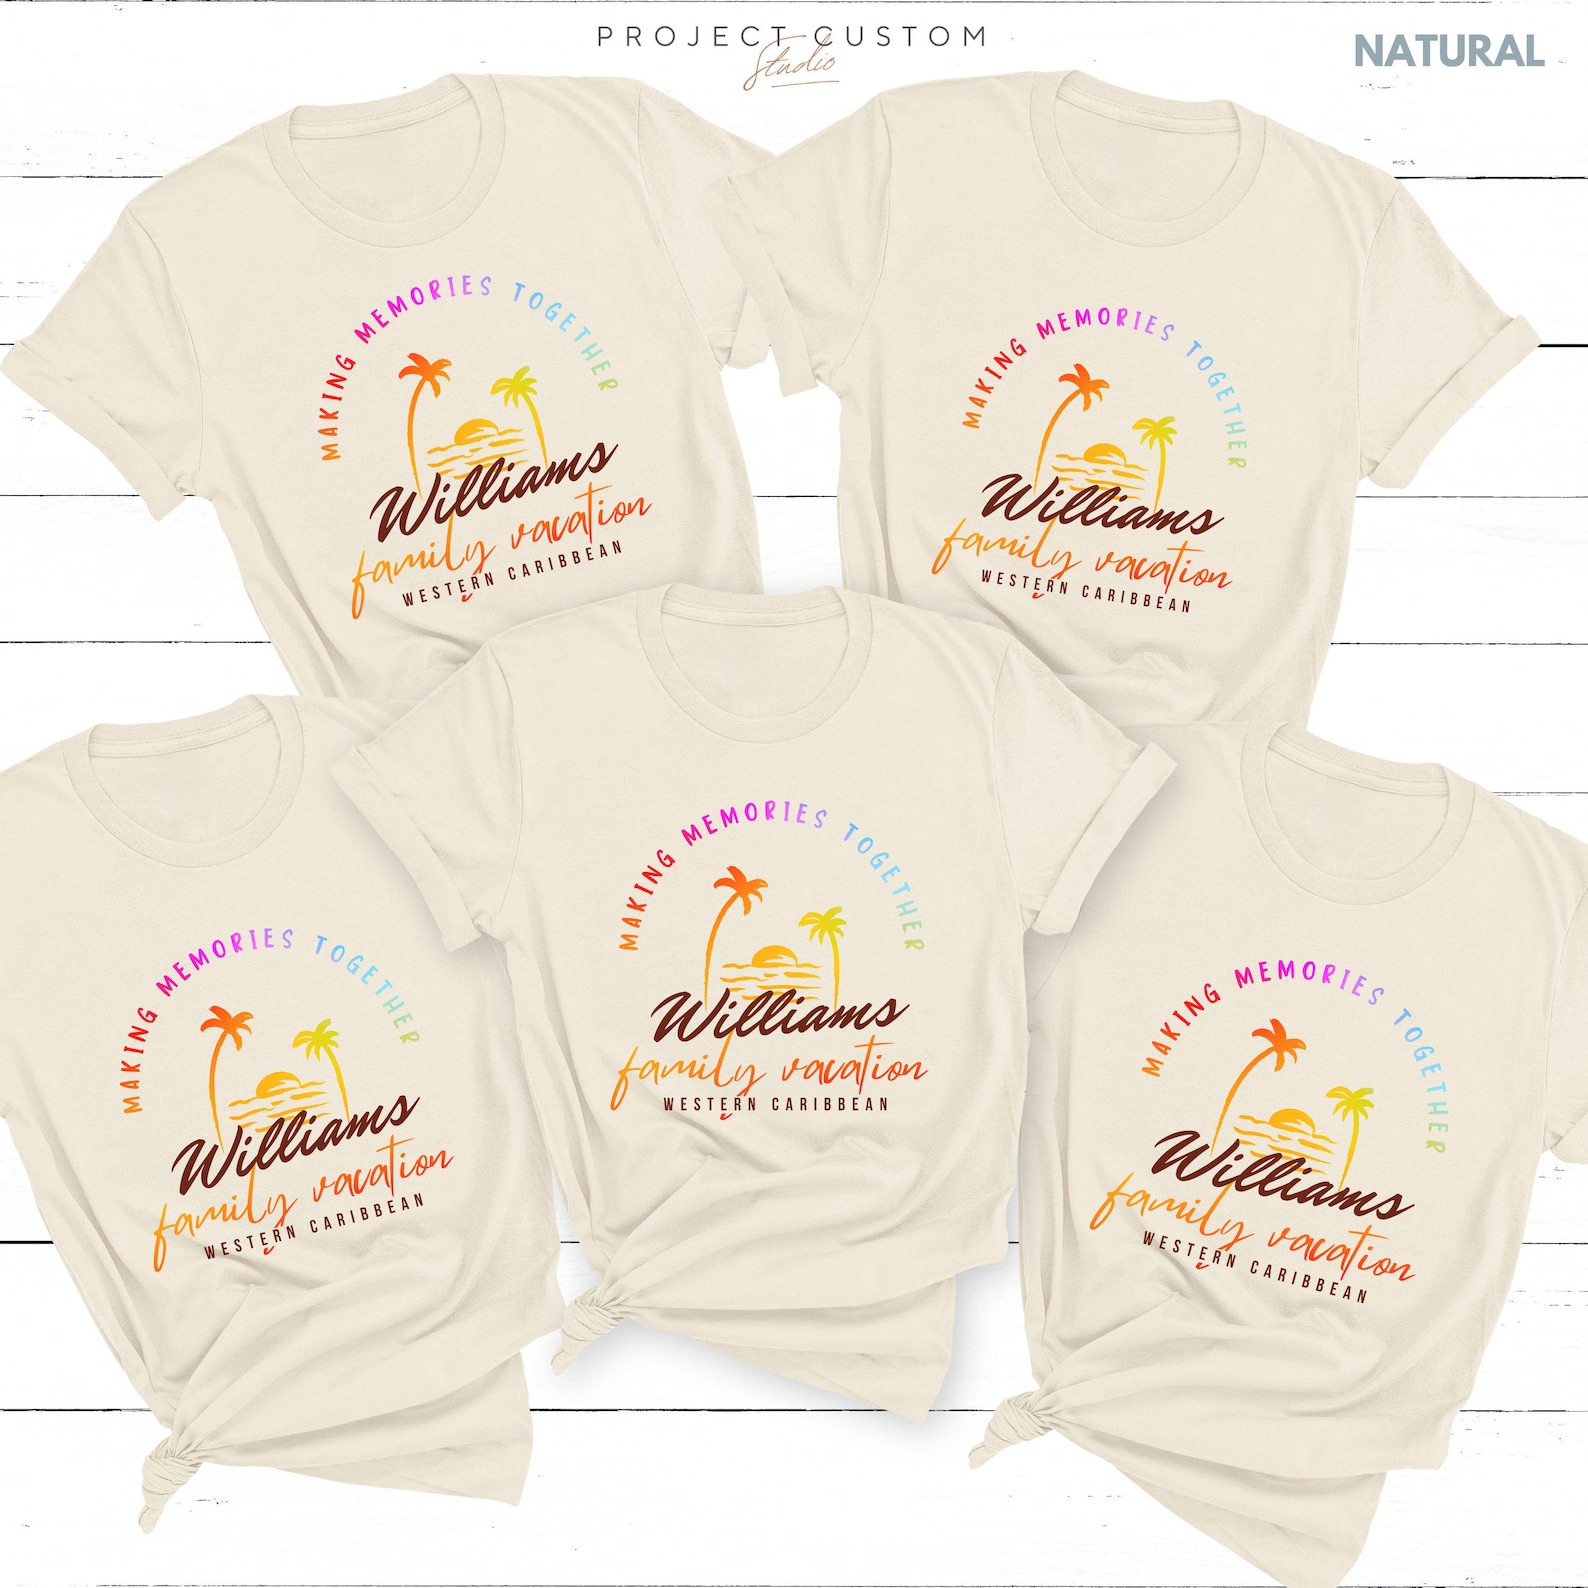 PROJECT CUSTOM
Studio
NATURAL
MAKING MEMORIES TOGETHER
Williams
family vacation
WESTERN CARIBBEAN
MAKING MEMORIES TOGETHER
Williams
family vacation
WESTERN CARIBBEAN
MAKING MEMORIES TOGETHER
Williams
family vacation
WESTERN CARIBBEAN
MAKING MEMORIES TOGETHER
Williams
family vacation
WESTERN CARIBBEAN
MAKING MEMORIES TOGETHER
Williams
family vacation
WESTERN CARIBBEAN